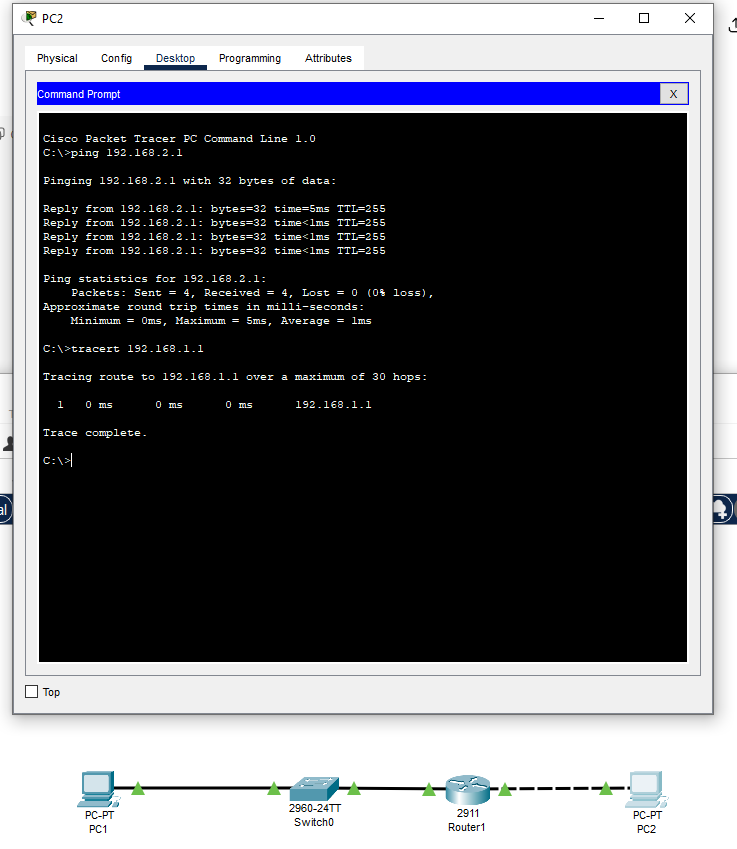 PC2
Physical Config Desktop Programming Attributes
Command Prompt
X
Cisco Packet Tracer PC Command Line 1.0
C:\>ping 192.168.2.1
Pinging 192.168.2.1 with 32 bytes of data:
Reply from 192.168.2.1: bytes=32 time=5ms TTL=255
Reply from 192.168.2.1: bytes=32 time<1ms TTL=255
Reply from 192.168.2.1: bytes=32 time<1ms TTL=255
Reply from 192.168.2.1: bytes=32 time<1ms TTL=255
Ping statistics for 192.168.2.1:
Packets: Sent = 4, Received = 4, Lost = 0 (0% loss),
Approximate round trip times in milli-seconds:
Minimum = 0ms, Maximum = 5ms, Average = 1ms
C:\>tracert 192.168.1.1
Tracing route to 192.168.1.1 over a maximum of 30 hops:
1 0 ms 0 ms 0 ms 192.168.1.1
Trace complete.
C:\>
Top
PC-PT
PC1
2960-24TT
Switch0
2911
Router1
PC-PT
PC2